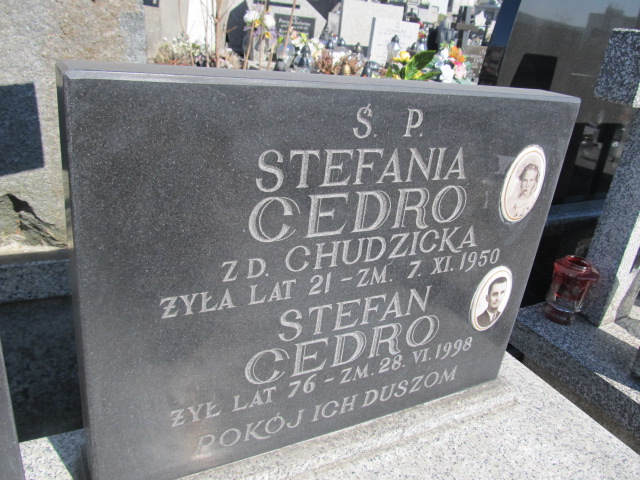 Ś. P.
STEFANIA
CEDRO
ZD. CHUDZICKA
ŻYŁA LAT 21 - ZM. 7. XI. 1950
STEFAN
CEDRO
ŻYŁ LAT 76 - ZM. 28. VI. 1998
POKÓJ ICH DUSZOM